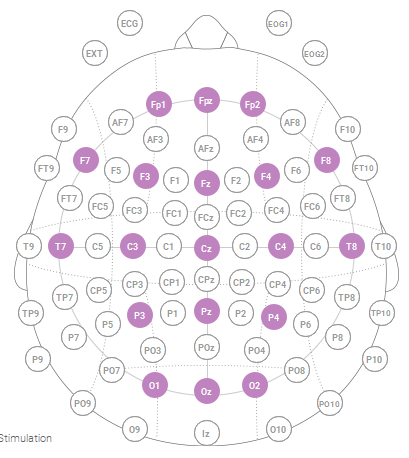 ECG EOG1
EXT EOG2
Fp1 Fpz Fp2
AF7 AF8
F9 F10
AF3 AF4
AFz
F7 F8
FT9 F5 F6 FT10
F3 F1 Fz F2 F4
FT7 FT8
FC5 FC3 FC1 FCz FC2 FC4 FC6
T9 T7 C5 C3 C1 Cz C2 C4 C6 T8 T10
CP5 CP3 CP1 CPz CP2 CP4 CP6
TP7 TP8
TP9 P3 P1 Pz P2 P4 TP10
P5 P6
P7 P8
PO3 POz PO4
P9 P10
PO7 PO8
O1 Oz O2
PO9 PO10
O9 Iz O10
Stimulation